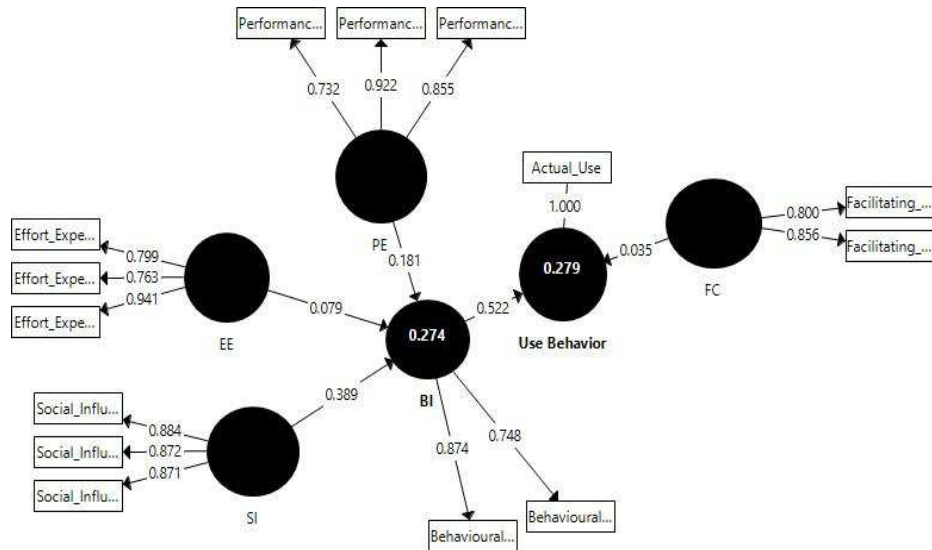 Performanc...
Performanc...
Performanc...
0.732
0.922
0.855
PE
0.181
Actual_Use
1.000
0.279
Use Behavior
0.035
FC
0.800
0.856
Facilitating_...
Facilitating_...
Effort_Expe...
Effort_Expe...
Effort_Expe...
0.799
0.763
0.941
EE
0.079
0.274
BI
0.522
Social_Influ...
Social_Influ...
Social_Influ...
0.884
0.872
0.871
SI
0.389
0.874
0.748
Behavioural...
Behavioural...